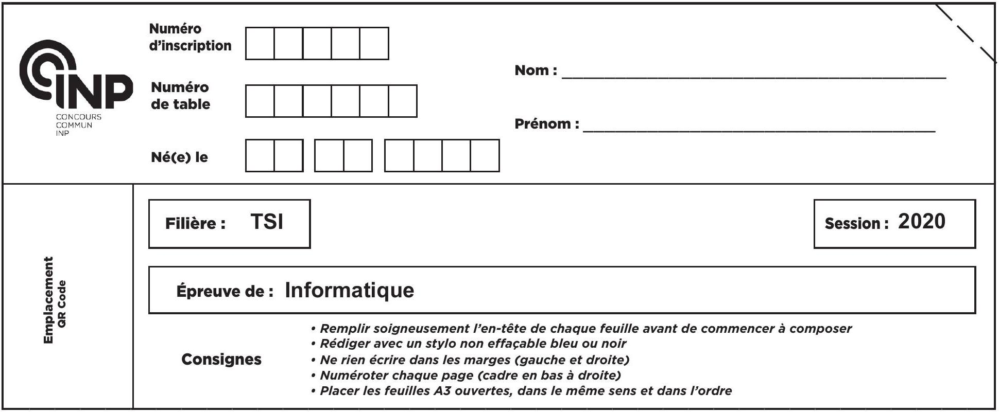 Numéro
d'inscription
Nom :
INP
CONCOURS
COMMUN
INP
Numéro
de table
Prénom :
Né(e) le
Emplacement
QR Code
Filière : TSI
Session : 2020
Épreuve de : Informatique
Consignes
• Remplir soigneusement l'en-tête de chaque feuille avant de commencer à composer
• Rédiger avec un stylo non effaçable bleu ou noir
• Ne rien écrire dans les marges (gauche et droite)
• Numéroter chaque page (cadre en bas à droite)
• Placer les feuilles A3 ouvertes, dans le même sens et dans l'ordre